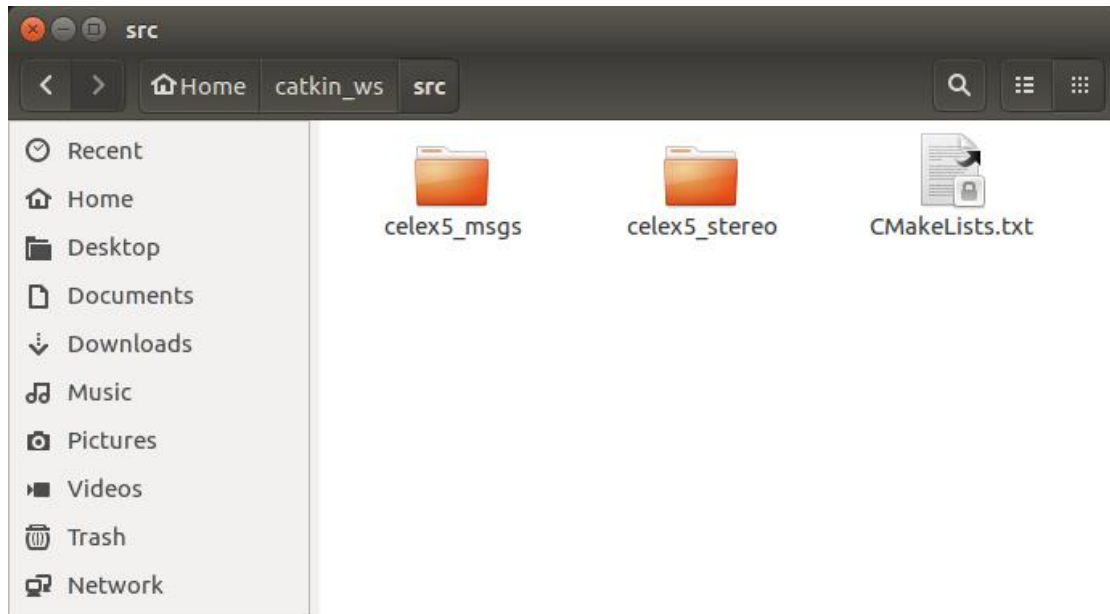 src
Home catkin_ws src
Recent
Home
Desktop
Documents
Downloads
Music
Pictures
Videos
Trash
Network
celex5_msgs celex5_stereo CMakeLists.txt